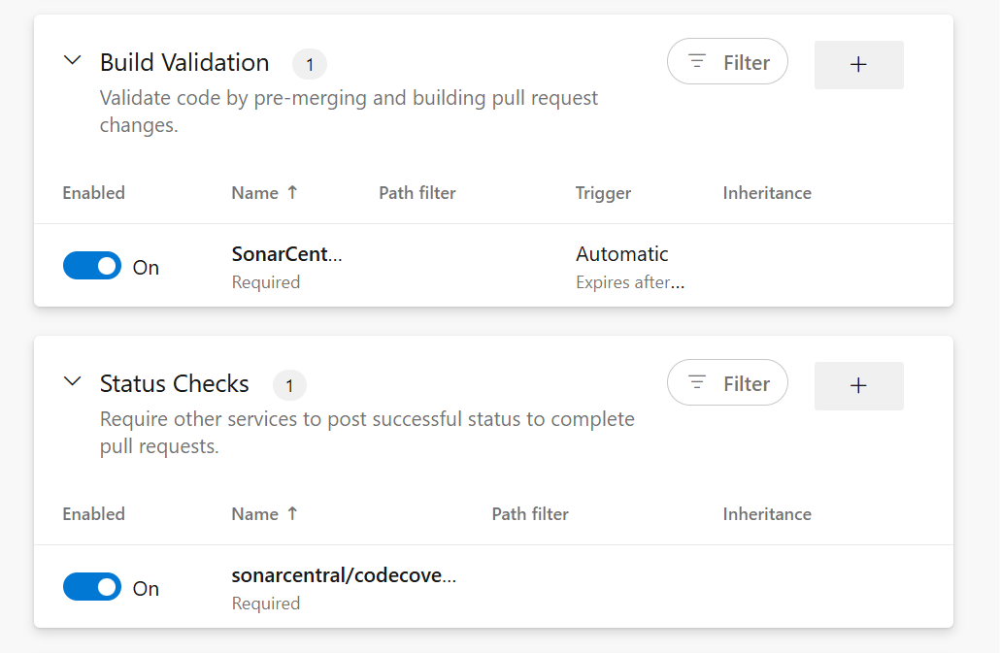 Build Validation 1 Filter +
Validate code by pre-merging and building pull request
changes.
Enabled Name ↑ Path filter Trigger Inheritance
On SonarCent... Automatic
Required Expires after...
Status Checks 1 Filter +
Require other services to post successful status to complete
pull requests.
Enabled Name ↑ Path filter Inheritance
On sonarcentral/codecove...
Required